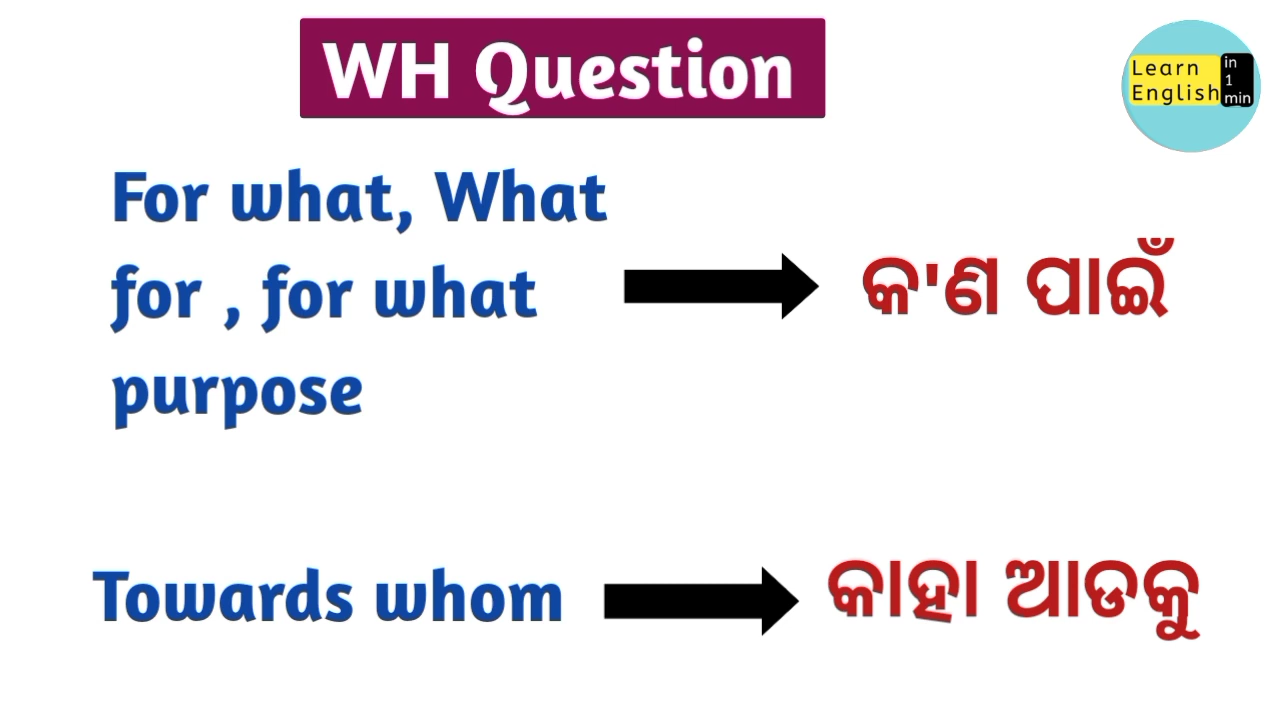 WH Question
Learn
English
in
1
min
For what, What
for , for what
purpose
କ'ଣ ପାଇଁ
Towards whom
କାହା ଆଡକୁ